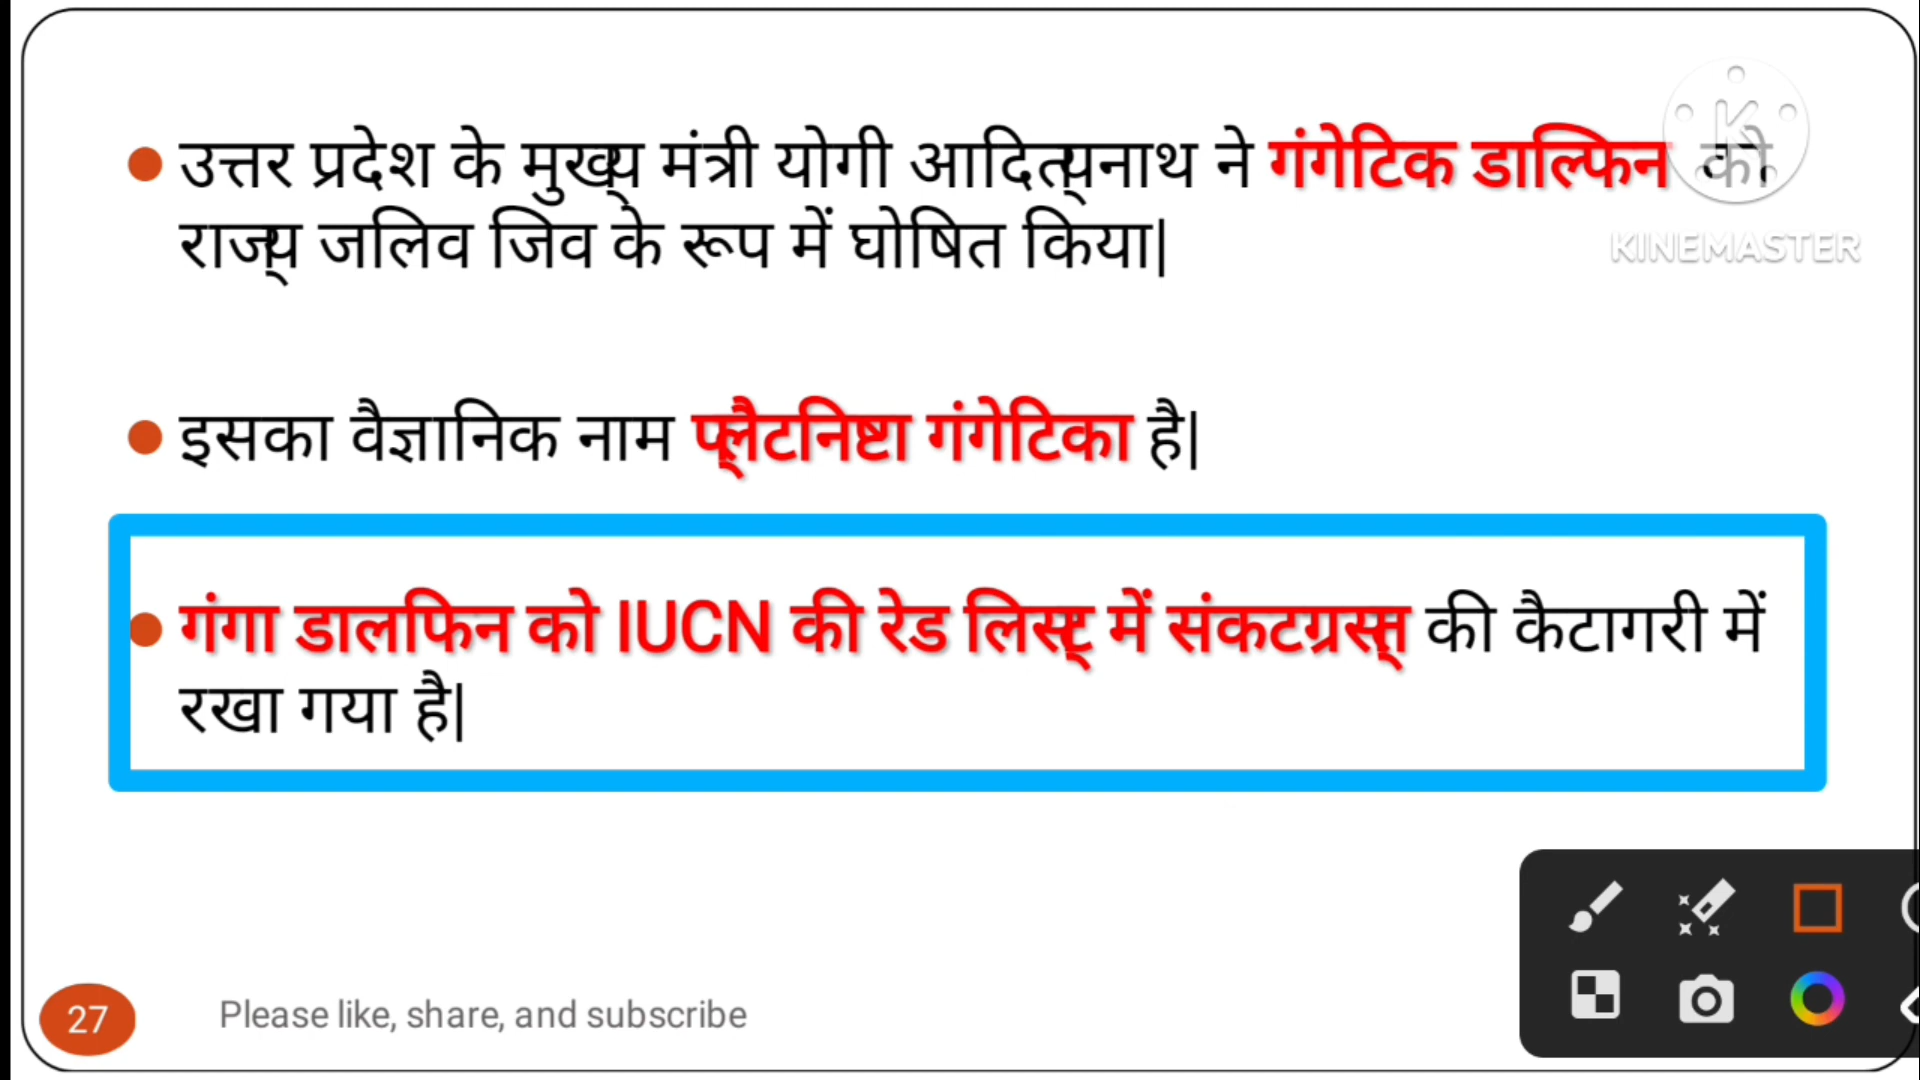 उत्तर प्रदेश के मुख्य मंत्री योगी आदित्यनाथ ने गंगेटिक डाल्फिन को
राज्य जलिव जिव के रूप में घोषित किया|
KINEMASTER
इसका वैज्ञानिक नाम प्लैटनिष्टा गंगेटिका है|
गंगा डालफिन को IUCN की रेड लिस्ट में संकटग्रस्त की कैटागरी में
रखा गया है|
27 Please like, share, and subscribe